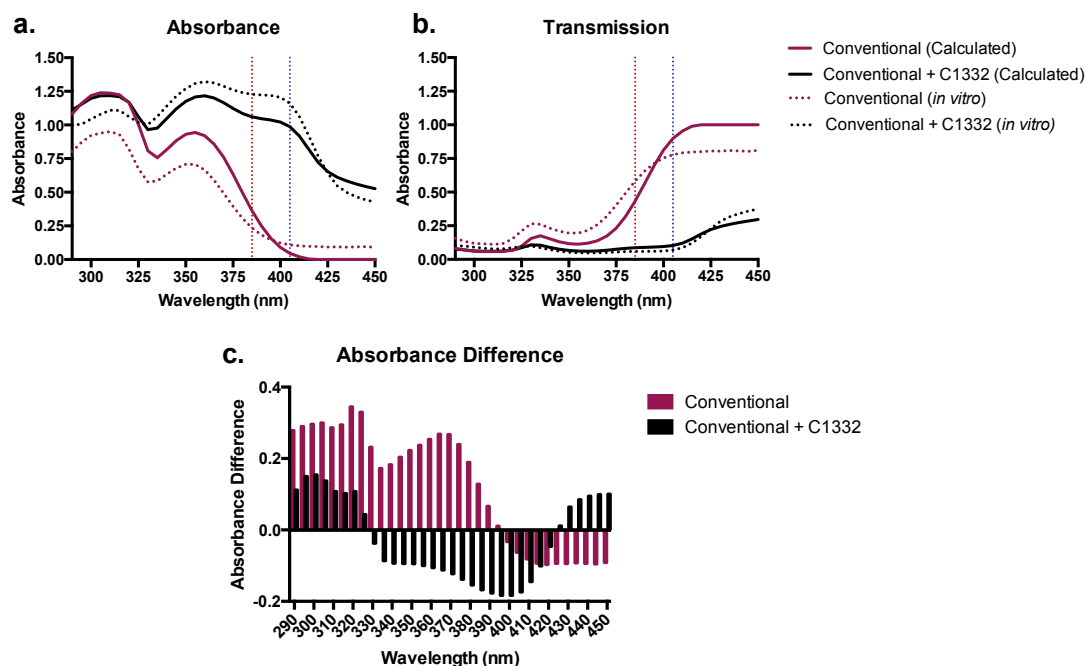 a.
Absorbance
1.50
1.25
1.00
0.75
0.50
0.25
0.00
Absorbance
300 325 350 375 400 425 450
Wavelength (nm)
b.
Transmission
1.50
1.25
1.00
0.75
0.50
0.25
0.00
Absorbance
300 325 350 375 400 425 450
Wavelength (nm)
Conventional (Calculated)
Conventional + C1332 (Calculated)
Conventional (in vitro)
Conventional + C1332 (in vitro)
c.
Absorbance Difference
0.4
0.2
0.0
-0.2
Absorbance Difference
290 300 310 320 330 340 350 360 370 380 390 400 410 420 430 440 450
Wavelength (nm)
Conventional
Conventional + C1332